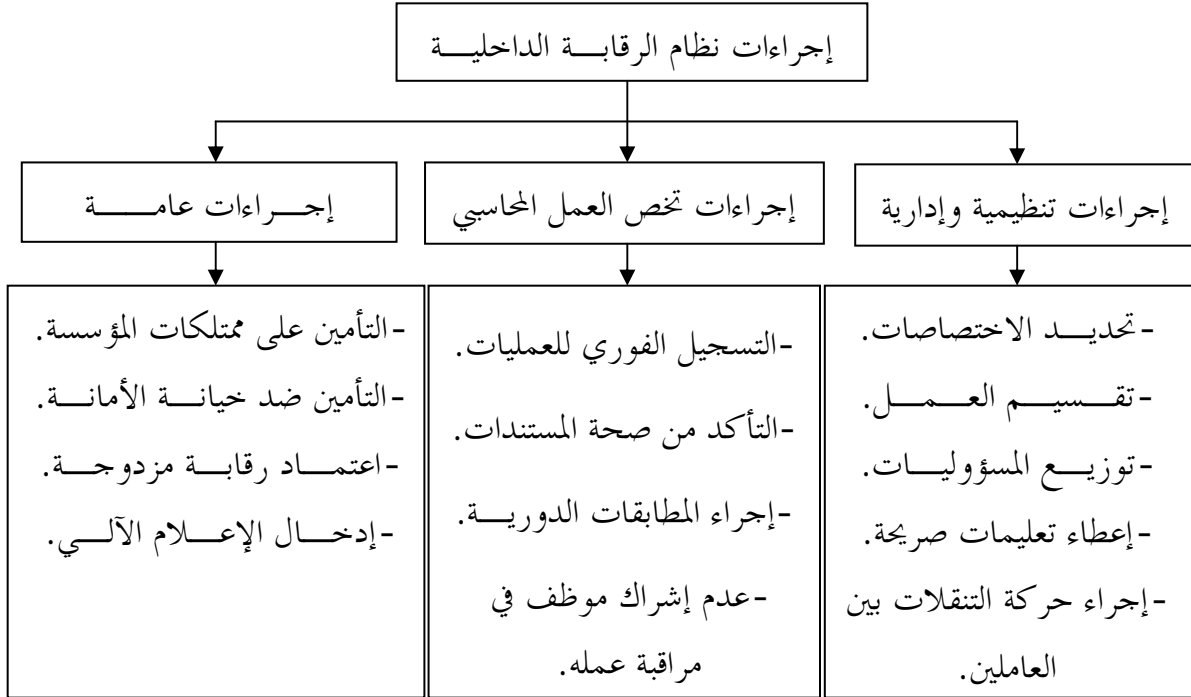 إجراءات نظام الرقابة الداخلية
إجراءات تنظيمية وإدارية
إجراءات تخص العمل المحاسبي
إجراءات عامة
-تحديد الاختصاصات.
-تقسيم العمل.
-توزيع المسؤوليات.
-إعطاء تعليمات صريحة.
-إجراء حركة التنقلات بين
العاملين.
-التسجيل الفوري للعمليات.
-التأكد من صحة المستندات.
-إجراء المطابقات الدورية.
-عدم إشراك موظف في
مراقبة عمله.
-التأمين على ممتلكات المؤسسة.
-التأمين ضد خيانة الأمانة.
-اعتماد رقابة مزدوجة.
-إدخال الإعلام الآلي.